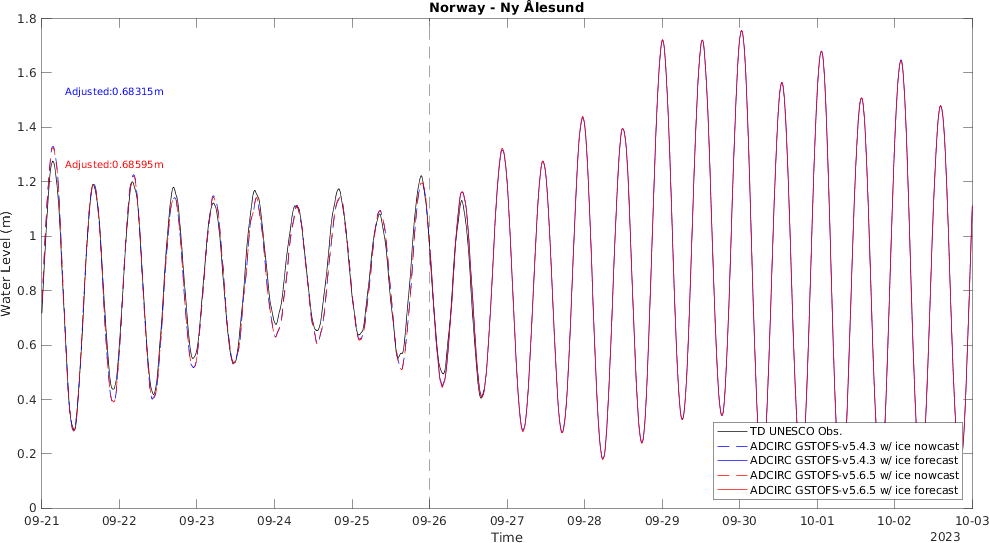 Norway - Ny Ålesund
1.8
1.6
1.4
1.2
1
0.8
0.6
0.4
0.2
0
Water Level (m)
Adjusted:0.68315m
Adjusted:0.68595m
TD UNESCO Obs.
ADCIRC GSTOFS-v5.4.3 w/ ice nowcast
ADCIRC GSTOFS-v5.4.3 w/ ice forecast
ADCIRC GSTOFS-v5.6.5 w/ ice nowcast
ADCIRC GSTOFS-v5.6.5 w/ ice forecast
09-21 09-22 09-23 09-24 09-25 09-26 09-27 09-28 09-29 09-30 10-01 10-02 10-03
Time
2023